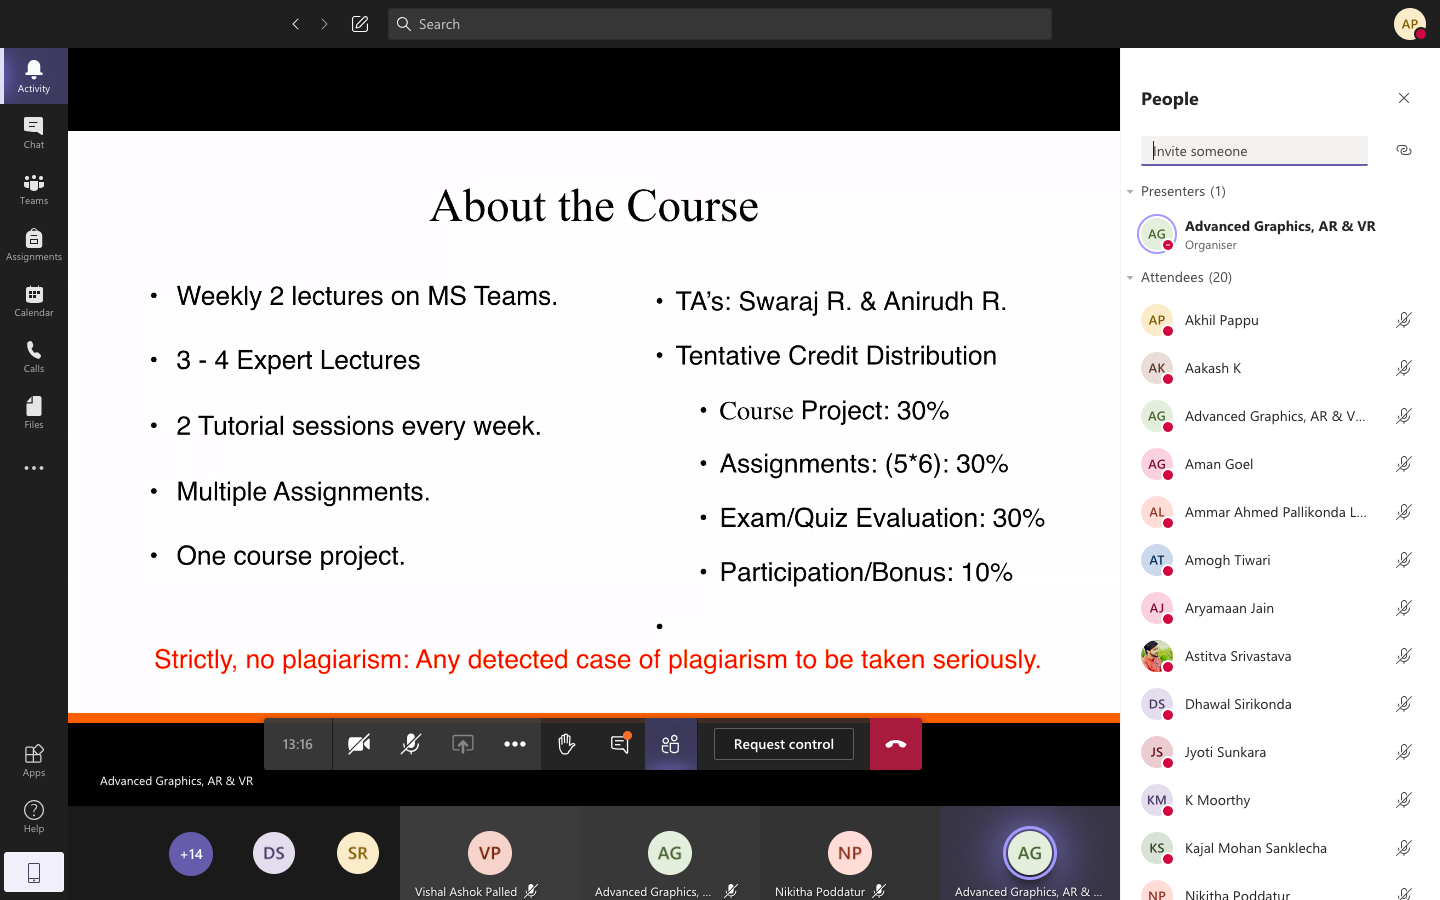 Search
AP
Activity
Chat
Teams
Assignments
Calendar
Calls
Files
Apps
Help
About the Course
• Weekly 2 lectures on MS Teams.
• 3 - 4 Expert Lectures
• 2 Tutorial sessions every week.
• Multiple Assignments.
• One course project.
• TA's: Swaraj R. & Anirudh R.
• Tentative Credit Distribution
• Course Project: 30%
• Assignments: (5*6): 30%
• Exam/Quiz Evaluation: 30%
• Participation/Bonus: 10%
•
Strictly, no plagiarism: Any detected case of plagiarism to be taken seriously.
13:16
Request control
Advanced Graphics, AR & VR
+14
DS
SR
VP
Vishal Ashok Palled
AG
Advanced Graphics, ...
NP
Nikitha Poddatur
AG
Advanced Graphics, AR & ...
People
Invite someone
Presenters (1)
AG
Advanced Graphics, AR & VR
Organiser
Attendees (20)
AP Akhil Pappu
AK Aakash K
AG Advanced Graphics, AR & V...
AG Aman Goel
AL Ammar Ahmed Pallikonda L...
AT Amogh Tiwari
AJ Aryamaan Jain
Astitva Srivastava
DS Dhawal Sirikonda
JS Jyoti Sunkara
KM K Moorthy
KS Kajal Mohan Sanklecha
NP Nikitha Poddatur